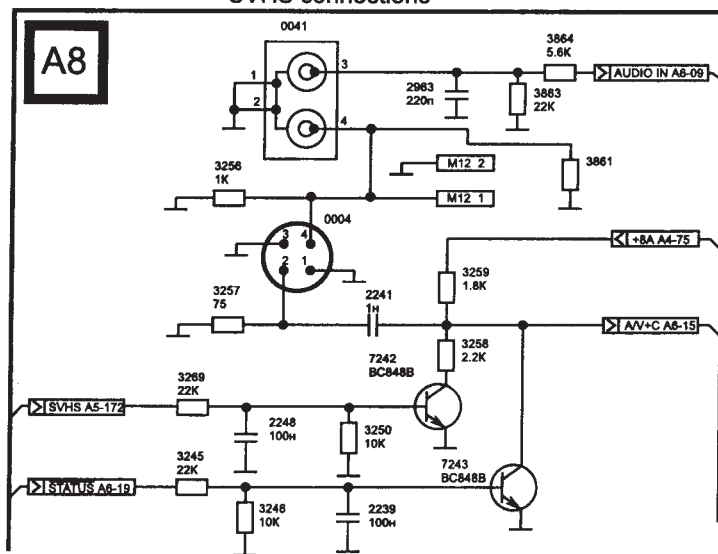 SVHS connections
A8
0041
3864
5.6K
AUDIO IN A6-09
3
1
2963
220п
3863
22K
2
4
M12 2
3861
3256
1K
M12 1
0004
3 4
+8A A4-75
2 1
3259
1.8K
3257
75
2241
1н
A/V+C A6-15
3258
2.2K
7242
BC848B
3269
22K
SVHS A5-172
2248
100н
3250
10K
3245
22K
7243
BC848B
STATUS A6-19
3246
10K
2239
100н